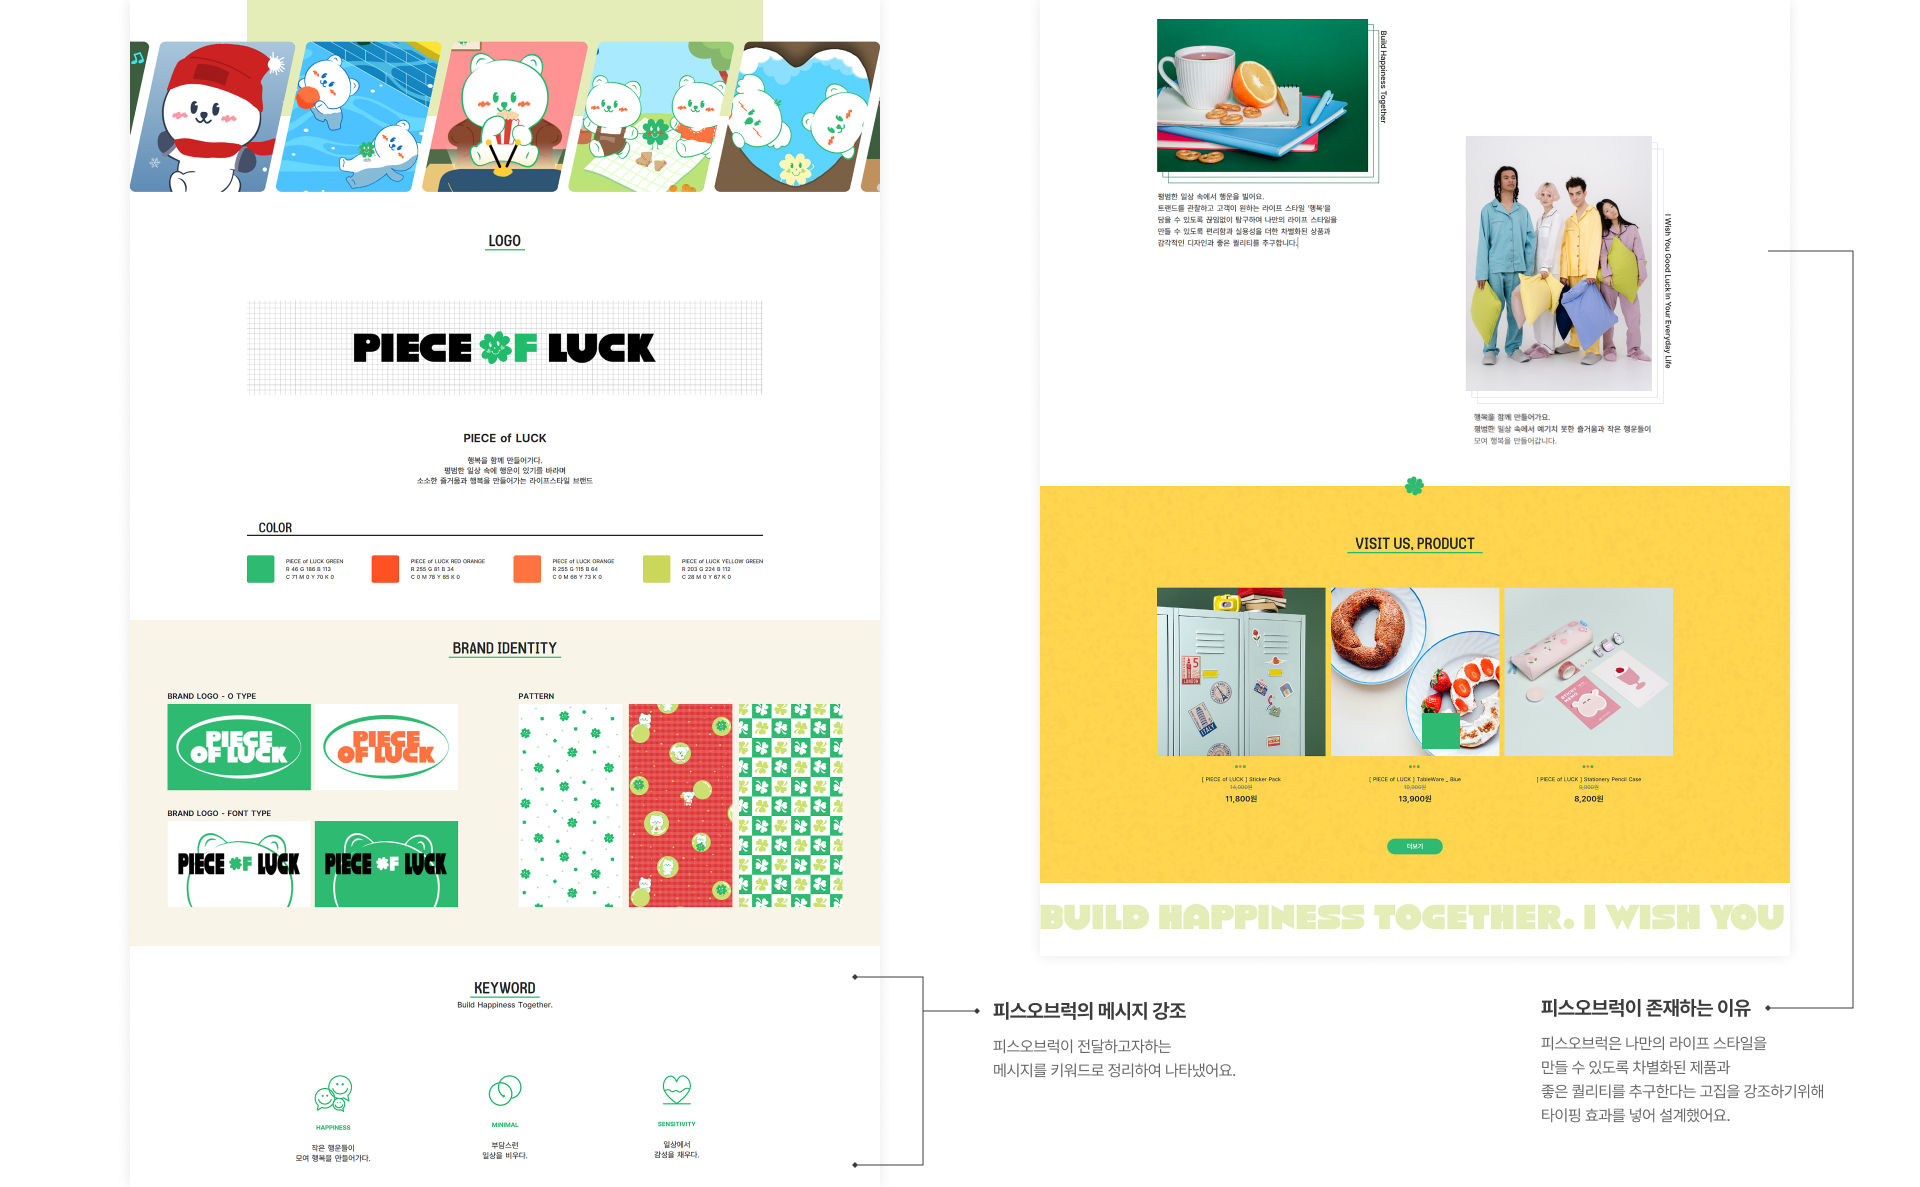 LOGO
PIECE OF LUCK
PIECE of LUCK
행복을 함께 만들어가다.
평범한 일상 속에 행운이 있기를 바라며
소소한 즐거움과 행복을 만들어가는 라이프스타일 브랜드
COLOR
PIECE of LUCK GREEN
R 46 G 186 B 113
C 71 M 0 Y 70 K 0
PIECE of LUCK RED ORANGE
R 255 G 81 B 34
C 0 M 78 Y 85 K 0
PIECE of LUCK ORANGE
R 255 G 115 B 64
C 0 M 66 Y 73 K 0
PIECE of LUCK YELLOW GREEN
R 203 G 224 B 112
C 28 M 0 Y 67 K 0
BRAND IDENTITY
BRAND LOGO - O TYPE
PIECE
OF LUCK
PIECE
OF LUCK
BRAND LOGO - FONT TYPE
PIECE OF LUCK
PIECE OF LUCK
PATTERN
KEYWORD
Build Happiness Together.
HAPPINESS
작은 행운들이
모여 행복을 만들어가다.
MINIMAL
부담스런
일상을 비우다.
SENSITIVITY
일상에서
감성을 채우다.
피스오브럭의 메시지 강조
피스오브럭이 전달하고자하는
메시지를 키워드로 정리하여 나타냈어요.
Build Happiness Together
평범한 일상 속에서 행운을 빌어요.
트랜드를 관찰하고 고객이 원하는 라이프 스타일 '행복'을
담을 수 있도록 끊임없이 탐구하여 나만의 라이프 스타일을
만들 수 있도록 편리함과 실용성을 더한 차별화된 상품과
감각적인 디자인과 좋은 퀄리티를 추구합니다.
I Wish You Good Luck In Your Everyday Life
행복을 함께 만들어가요.
평범한 일상 속에서 예기치 못한 즐거움과 작은 행운들이
모여 행복을 만들어갑니다.
VISIT US, PRODUCT
5
LONDON
ITALY
[ PIECE of LUCK ] Sticker Pack
14,000원
11,800원
[ PIECE of LUCK ] TableWare _ Blue
13,900원
[ PIECE of LUCK ] Stationery Pencil Case
8,200원
더보기
BUILD HAPPINESS TOGETHER. I WISH YOU
피스오브럭이 존재하는 이유
피스오브럭은 나만의 라이프 스타일을
만들 수 있도록 차별화된 제품과
좋은 퀄리티를 추구한다는 고집을 강조하기위해
타이핑 효과를 넣어 설계했어요.